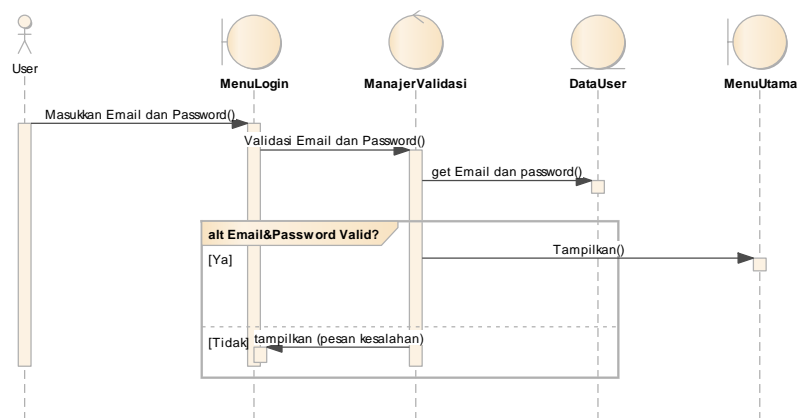 User
MenuLogin
ManajerValidasi
DataUser
MenuUtama
Masukkan Email dan Password()
Validasi Email dan Password()
get Email dan password()
alt Email&Password Valid?
[Ya]
Tampilkan()
[Tidak]
tampilkan (pesan kesalahan)